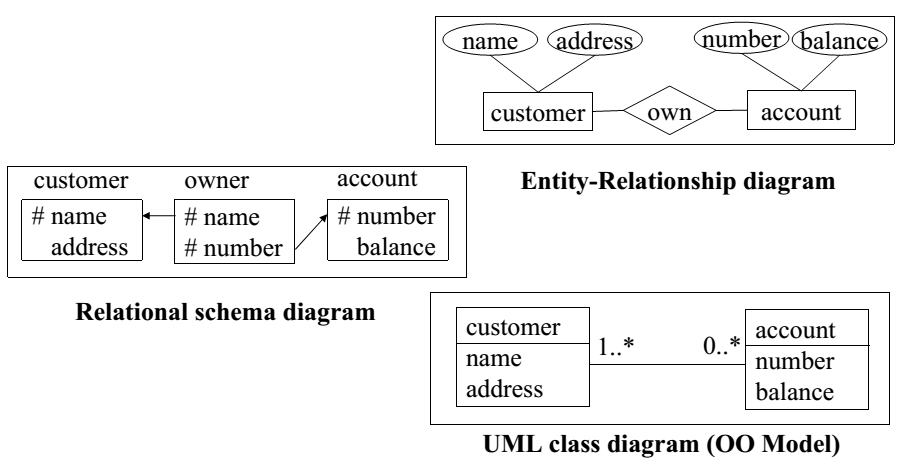 name address number balance
customer own account
Entity-Relationship diagram
customer owner account
# name # name # number
address # number balance
Relational schema diagram
customer 1..* 0..* account
name number
address balance
UML class diagram (OO Model)